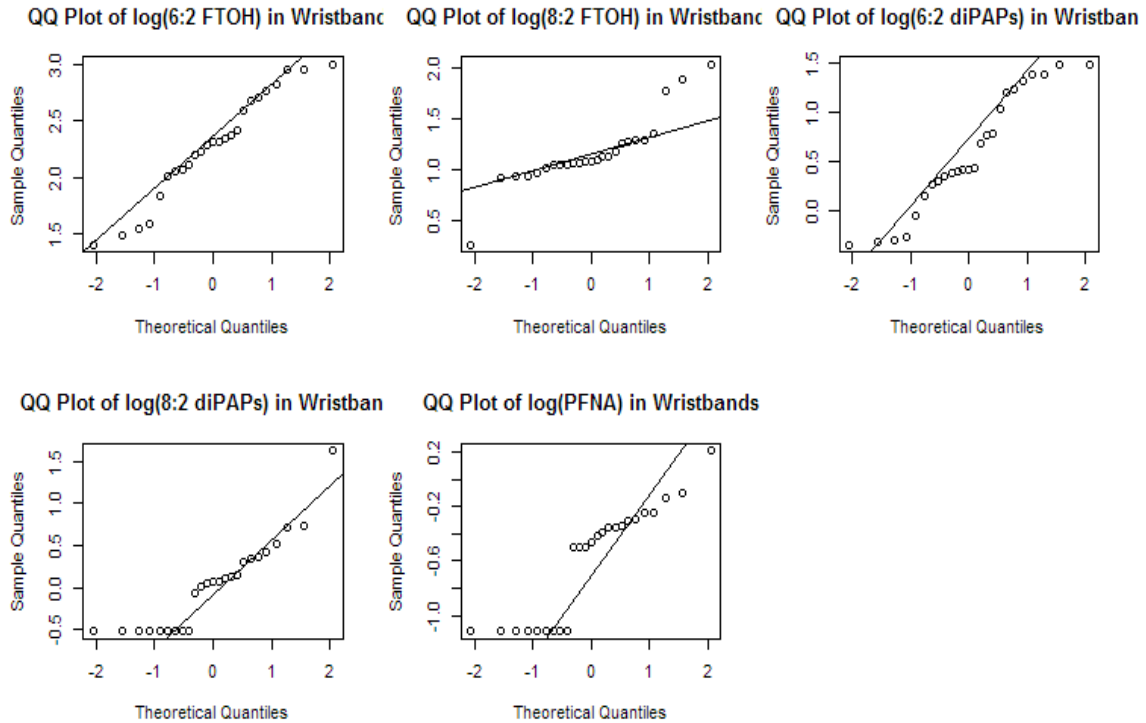 QQ Plot of log(6:2 FTOH) in Wristbanc
3.0
2.5
2.0
1.5
Sample Quantiles
-2 -1 0 1 2
Theoretical Quantiles
QQ Plot of log(8:2 FTOH) in Wristbanc
2.0
1.5
1.0
0.5
Sample Quantiles
-2 -1 0 1 2
Theoretical Quantiles
QQ Plot of log(6:2 diPAPs) in Wristban
1.5
1.0
0.5
0.0
Sample Quantiles
-2 -1 0 1 2
Theoretical Quantiles
QQ Plot of log(8:2 diPAPs) in Wristban
1.5
1.0
0.5
0.0
-0.5
Sample Quantiles
-2 -1 0 1 2
Theoretical Quantiles
QQ Plot of log(PFNA) in Wristbands
0.2
-0.2
-0.6
-1.0
Sample Quantiles
-2 -1 0 1 2
Theoretical Quantiles